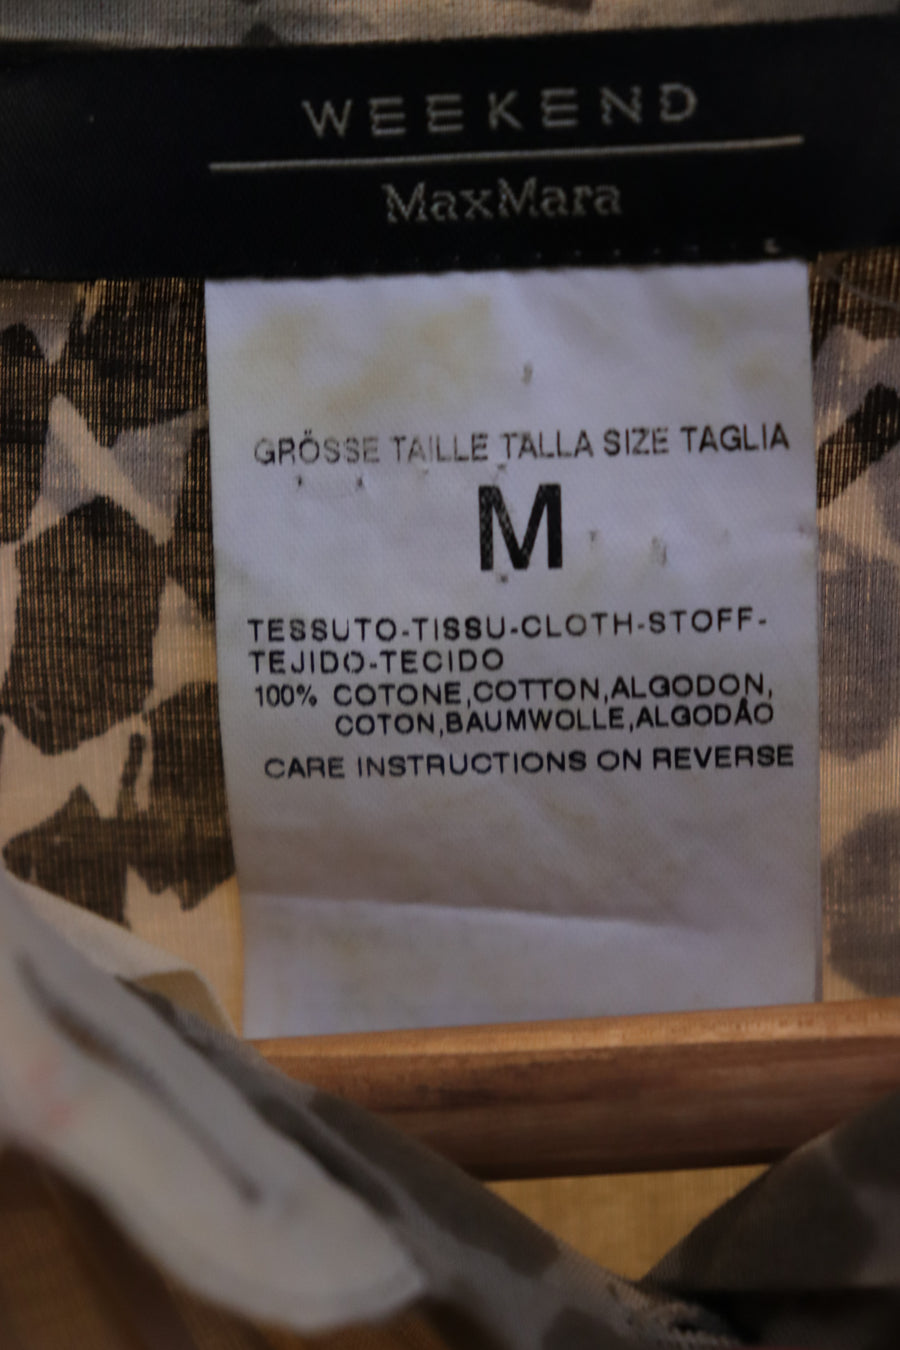 WEEKEND
MaxMara
GRÖSSE TAILLE TALLA SIZE TAGLIA
M
TESSUTO-TISSU-CLOTH-STOFF-
TEJIDO-TECIDO
100% COTONE,COTTON,ALGODON,
COTON,BAUMWOLLE,ALGODÃO
CARE INSTRUCTIONS ON REVERSE